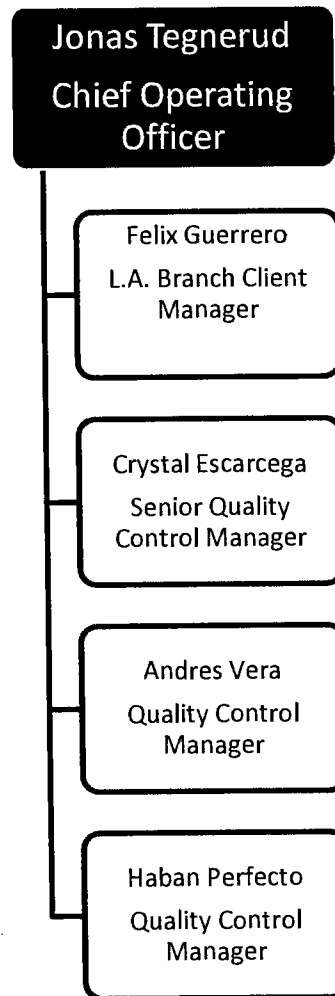 Jonas Tegnerud
Chief Operating
Officer
Felix Guerrero
L.A. Branch Client
Manager
Crystal Escarcega
Senior Quality
Control Manager
Andres Vera
Quality Control
Manager
Haban Perfecto
Quality Control
Manager